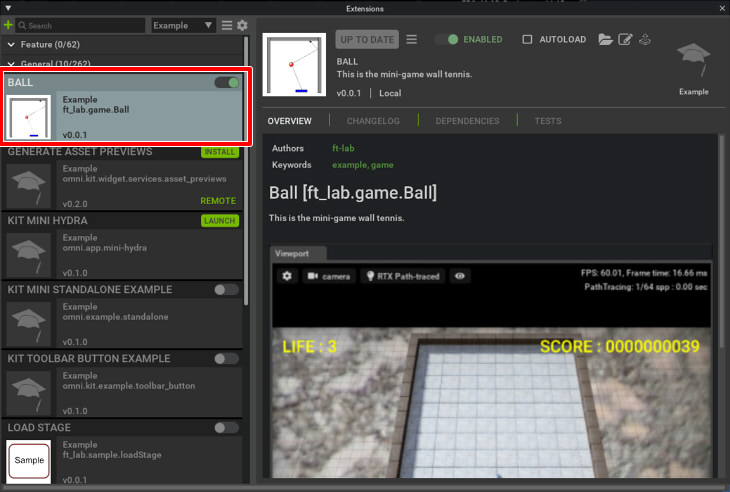 Extensions
Search
Example
Feature (0/62)
General (10/262)
BALL
Example
ft_lab.game.Ball
v0.0.1
GENERATE ASSET PREVIEWS
INSTALL
Example
omni.kit.widget.services.asset_previews
v0.2.0
REMOTE
KIT MINI HYDRA
LAUNCH
Example
omni.app.mini-hydra
v0.1.0
KIT MINI STANDALONE EXAMPLE
Example
omni.example.standalone
v0.1.0
KIT TOOLBAR BUTTON EXAMPLE
Example
omni.kit.example.toolbar_button
v0.1.0
LOAD STAGE
Sample
Example
ft_lab.sample.loadStage
v0.0.1
UP TO DATE
ENABLED
AUTOLOAD
BALL
This is the mini-game wall tennis.
v0.0.1
Local
Example
OVERVIEW
CHANGELOG
DEPENDENCIES
TESTS
Authors
ft-lab
Keywords
example, game
Ball [ft_lab.game.Ball]
This is the mini-game wall tennis.
Viewport
camera
RTX Path-traced
FPS: 60.01, Frame time: 16.66 ms
PathTracing: 1/64 spp : 0.00 sec
LIFE : 3
SCORE : 0000000039